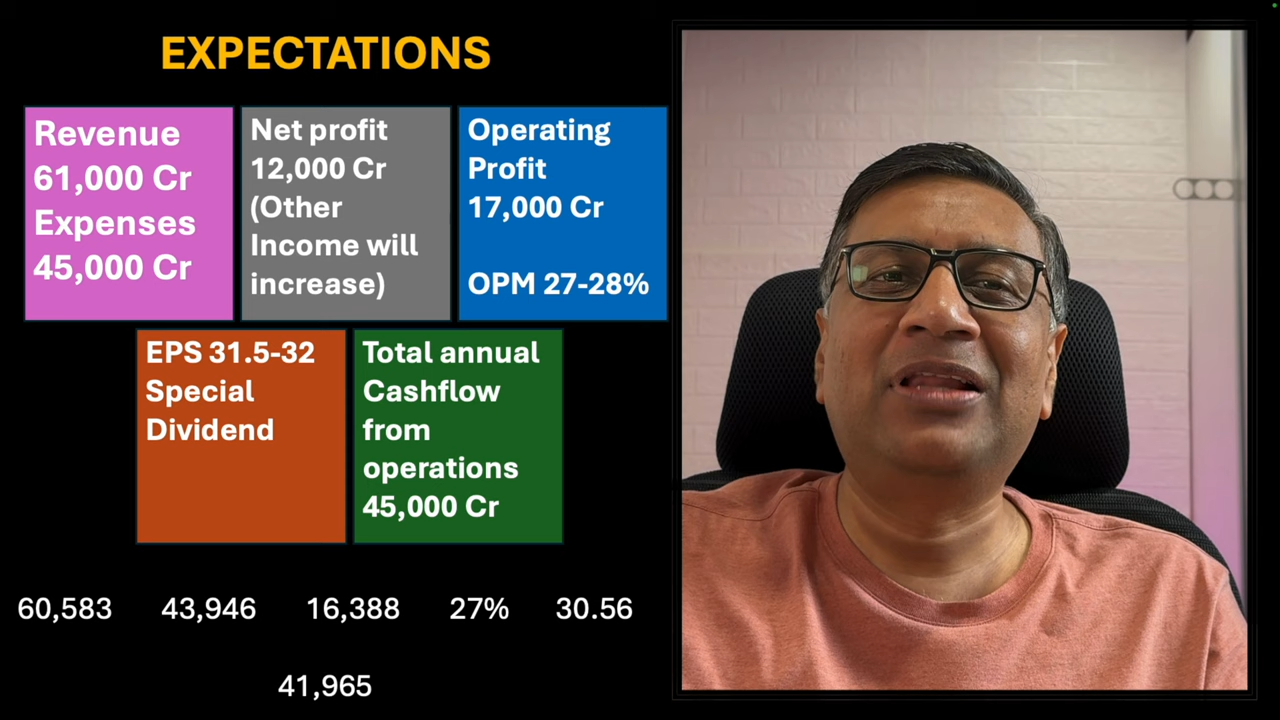 EXPECTATIONS
Revenue
61,000 Cr
Expenses
45,000 Cr
Net profit
12,000 Cr
(Other
Income will
increase)
Operating
Profit
17,000 Cr
OPM 27-28%
EPS 31.5-32
Special
Dividend
Total annual
Cashflow
from
operations
45,000 Cr
60,583 43,946 16,388 27% 30.56
41,965